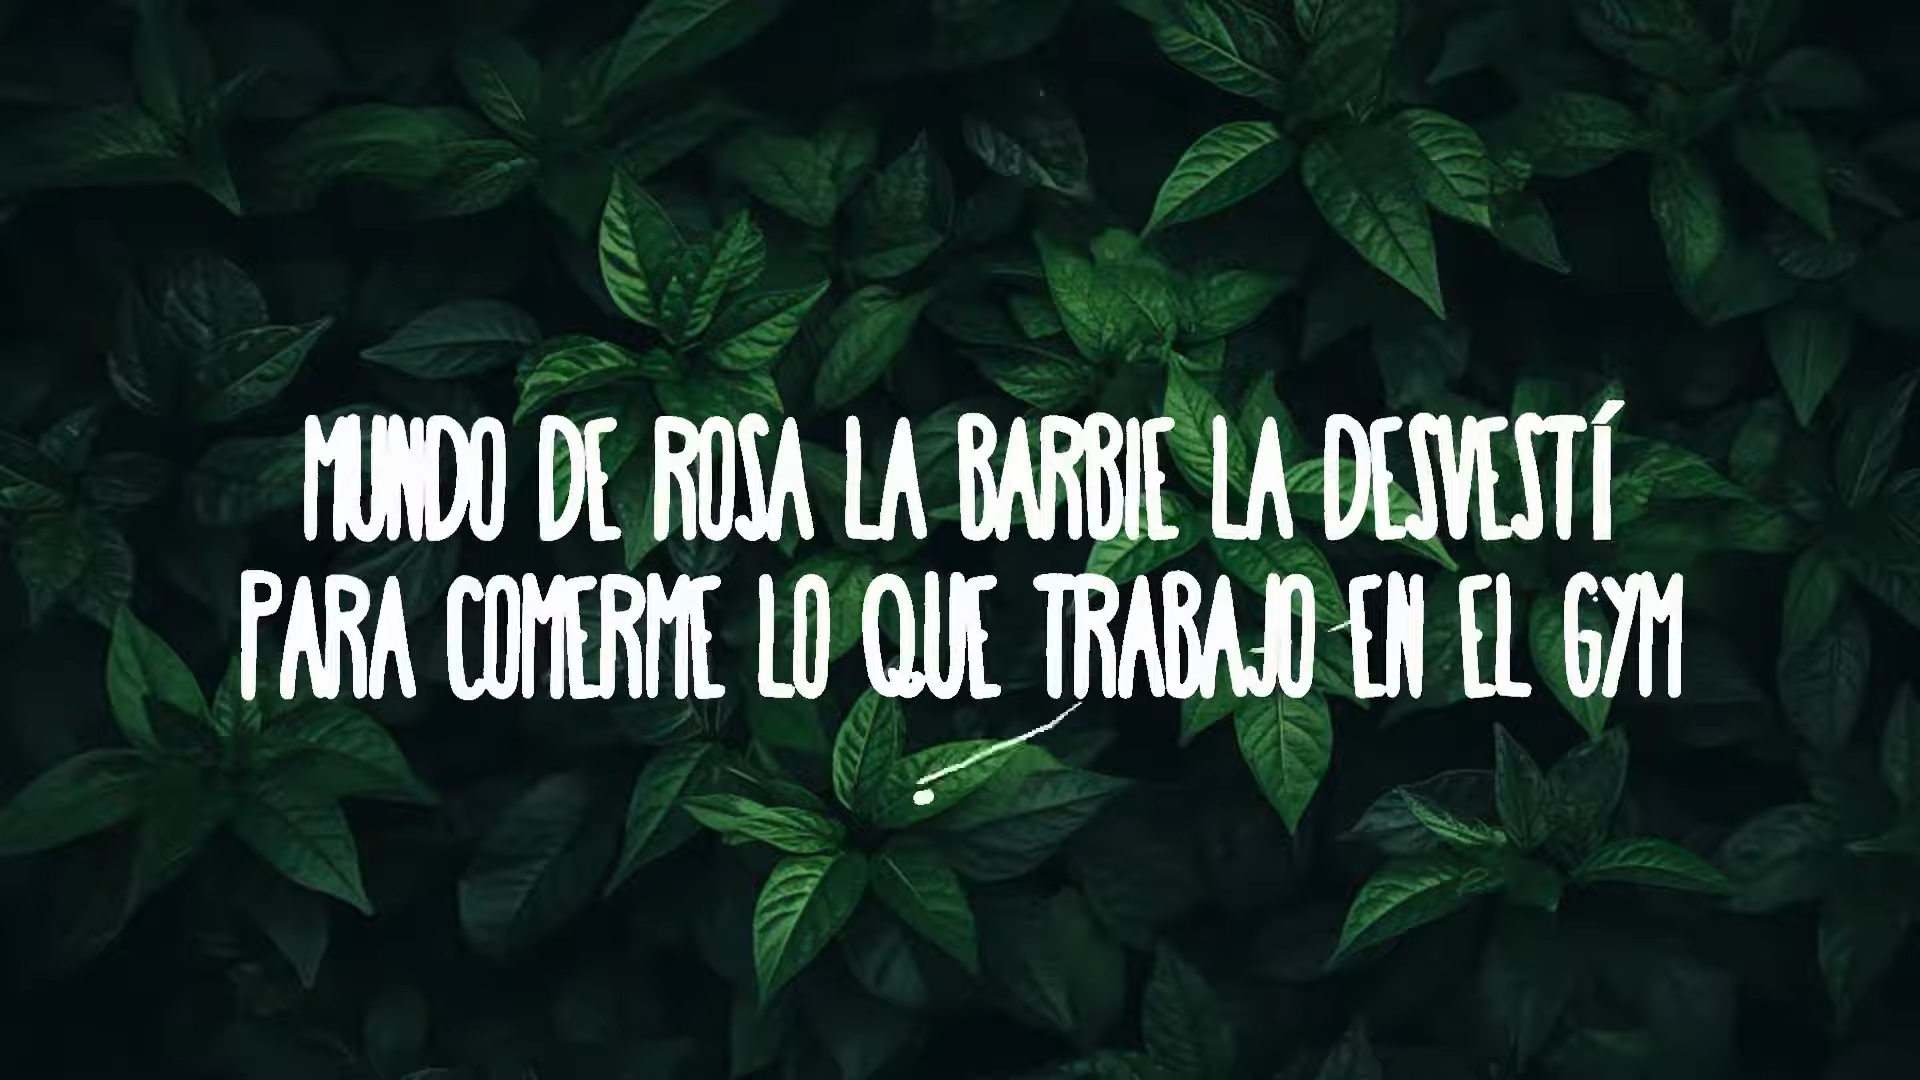 MUNDO DE ROSA LA BARBIE LA DESVESTÍ
PARA COMERME LO QUE TRABAJO EN EL GYM